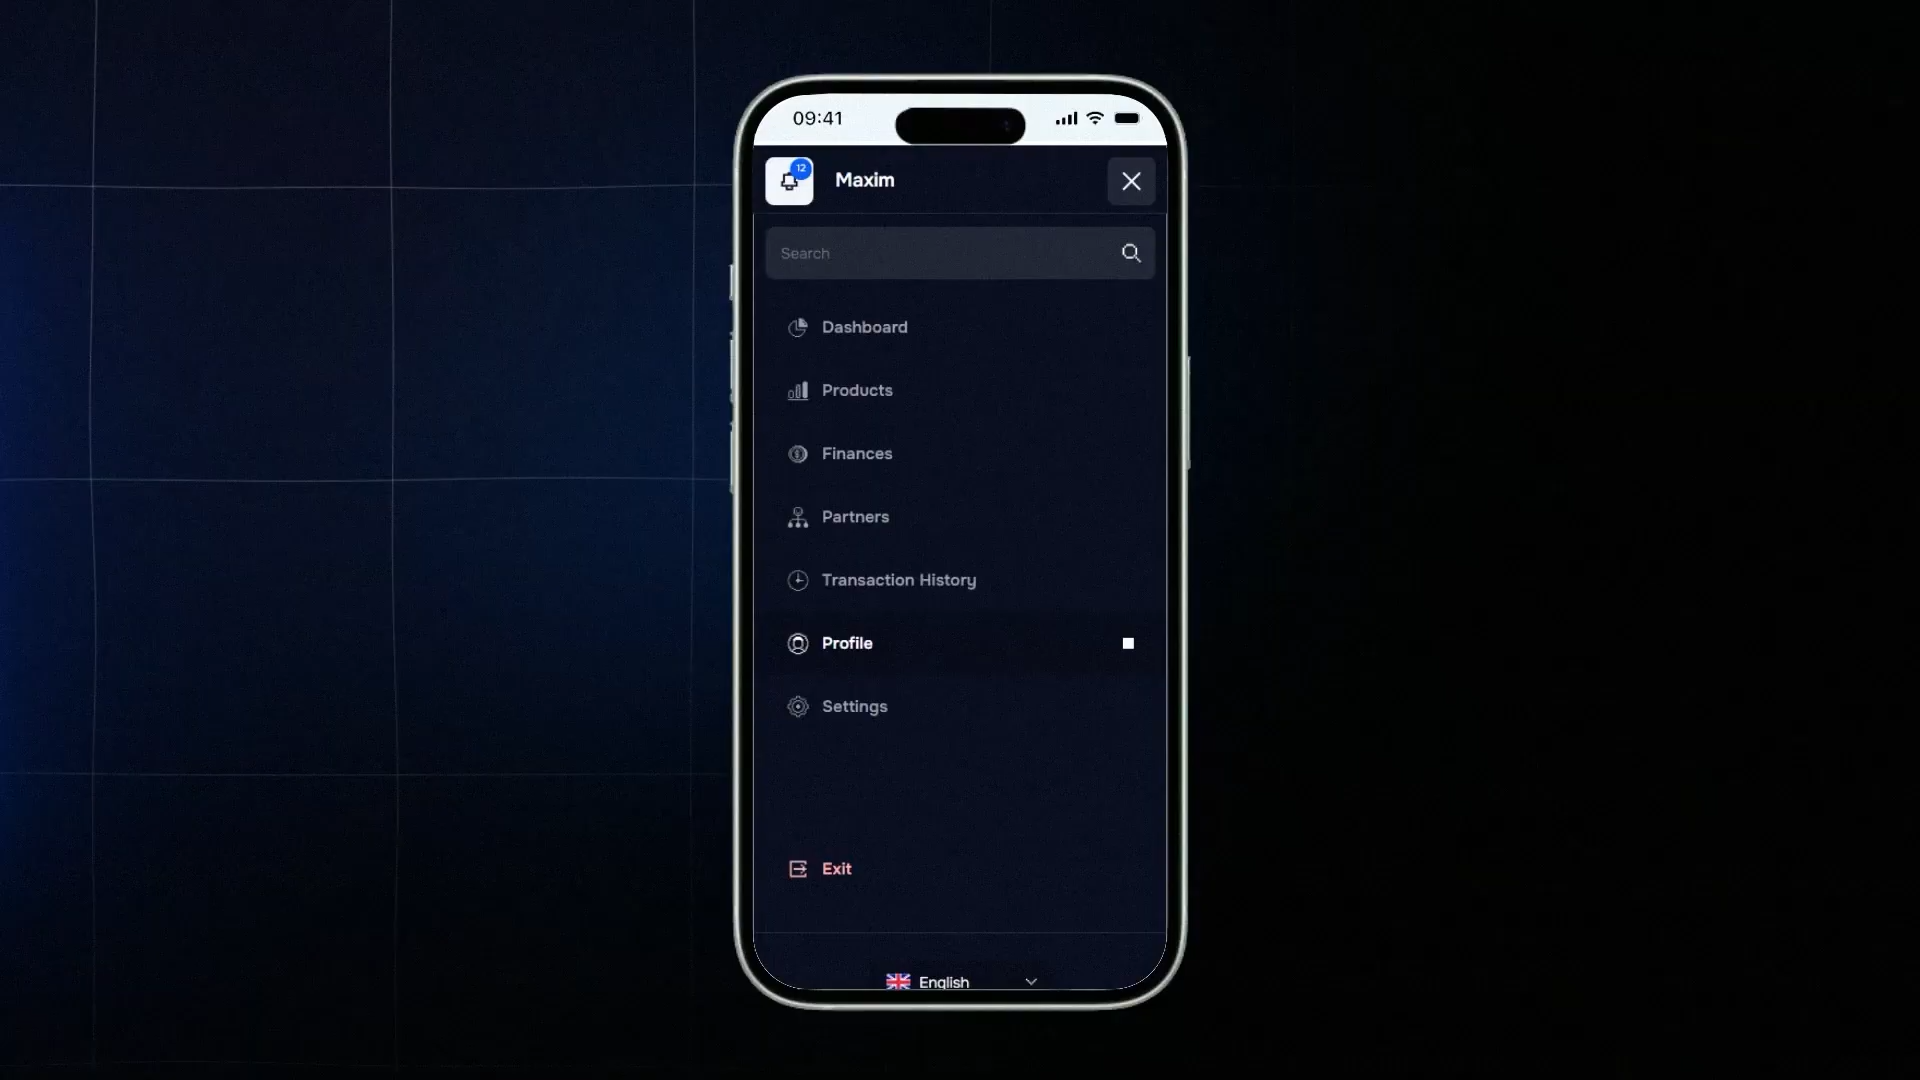 09:41
12
Maxim
Search
Dashboard
Products
Finances
Partners
Transaction History
Profile
Settings
Exit
English